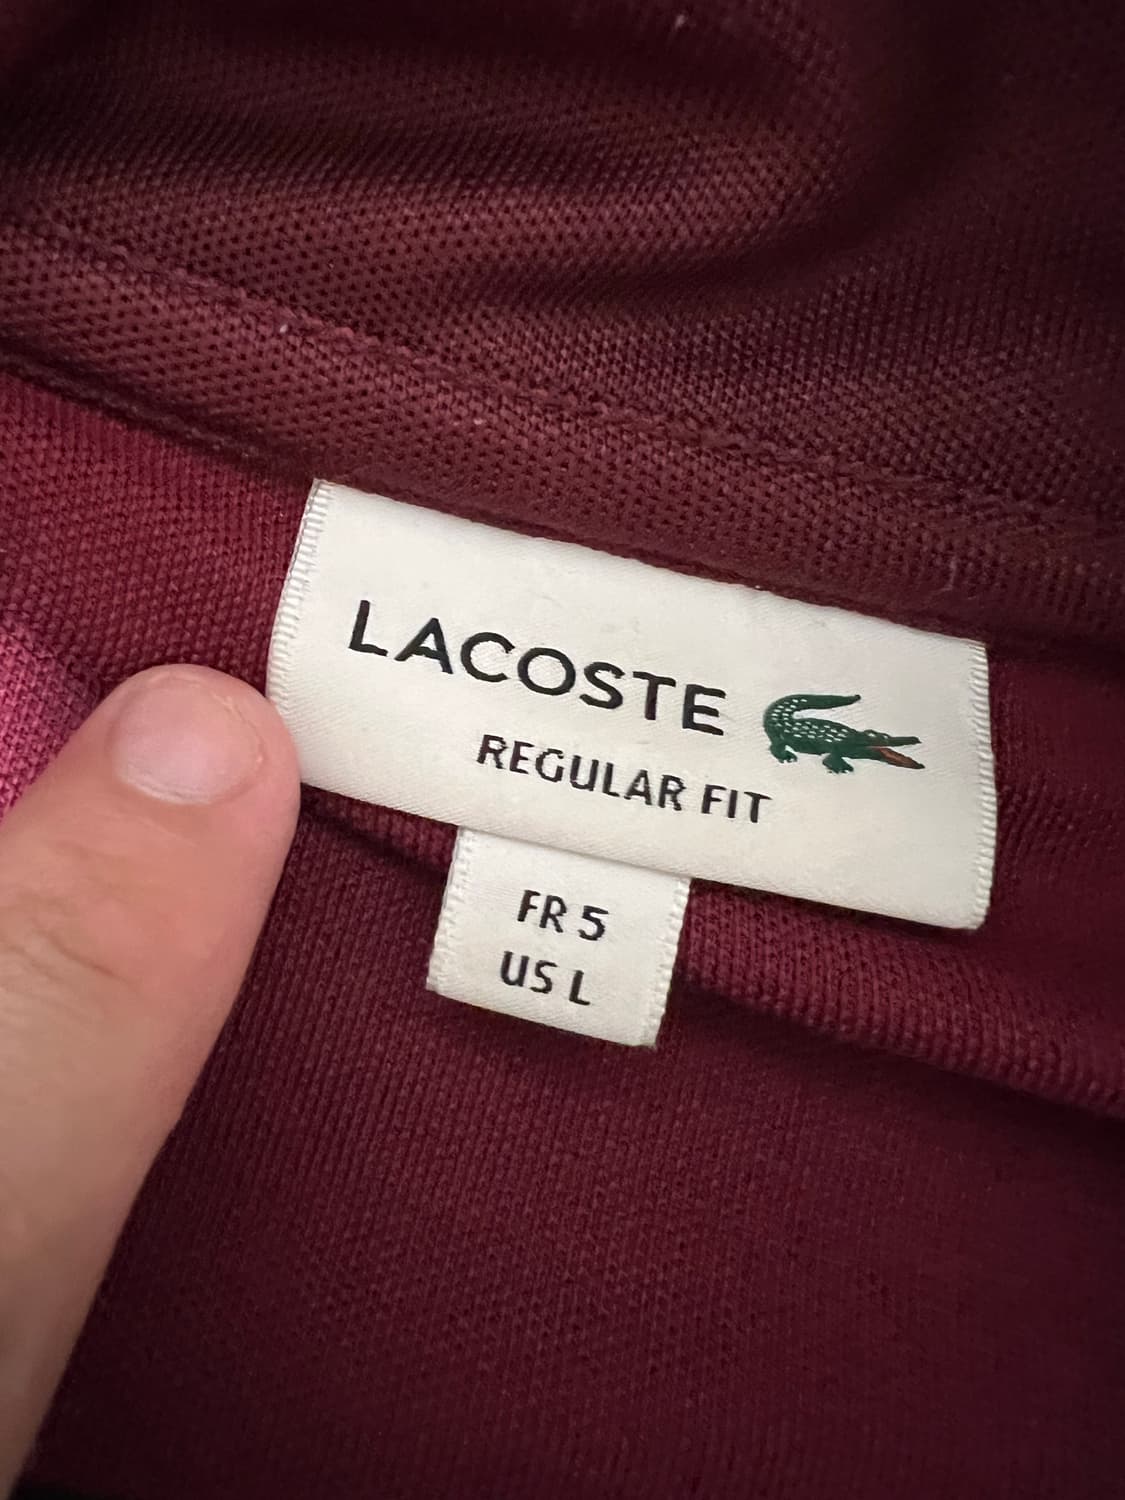 LACOSTE
REGULAR FIT
FR 5
US L